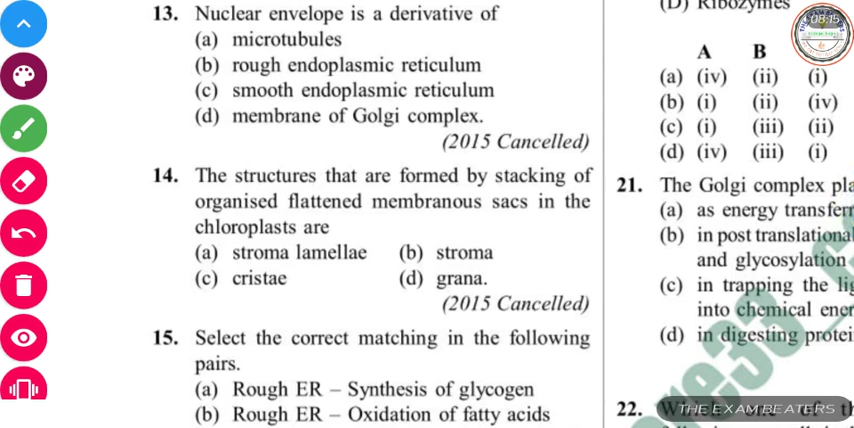 13. Nuclear envelope is a derivative of
(a) microtubules
(b) rough endoplasmic reticulum
(c) smooth endoplasmic reticulum
(d) membrane of Golgi complex.
(2015 Cancelled)
14. The structures that are formed by stacking of
organised flattened membranous sacs in the
chloroplasts are
(a) stroma lamellae (b) stroma
(c) cristae (d) grana.
(2015 Cancelled)
15. Select the correct matching in the following
pairs.
(a) Rough ER – Synthesis of glycogen
(b) Rough ER – Oxidation of fatty acids
(D) Ribozymes
08:15
A B
(a) (iv) (ii) (i)
(b) (i) (ii) (iv)
(c) (i) (iii) (ii)
(d) (iv) (iii) (i)
21. The Golgi complex pla
(a) as energy transferr
(b) in post translational
and glycosylation
(c) in trapping the lig
into chemical ener
(d) in digesting protei
22.
THE EXAM BEATERS